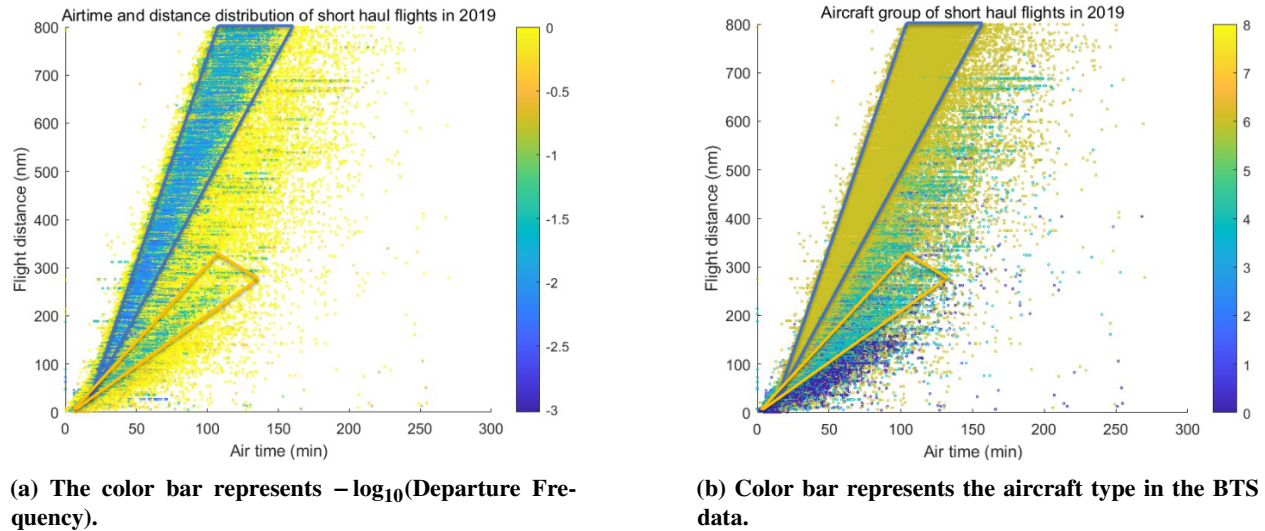 Airtime and distance distribution of short haul flights in 2019
800
700
600
500
400
300
200
100
0
Flight distance (nm)
0 50 100 150 200 250 300
Air time (min)
0
-0.5
-1
-1.5
-2
-2.5
-3
(a) The color bar represents – log10(Departure Fre-
quency).
Aircraft group of short haul flights in 2019
800
700
600
500
400
300
200
100
0
Flight distance (nm)
0 50 100 150 200 250 300
Air time (min)
8
7
6
5
4
3
2
1
0
(b) Color bar represents the aircraft type in the BTS
data.